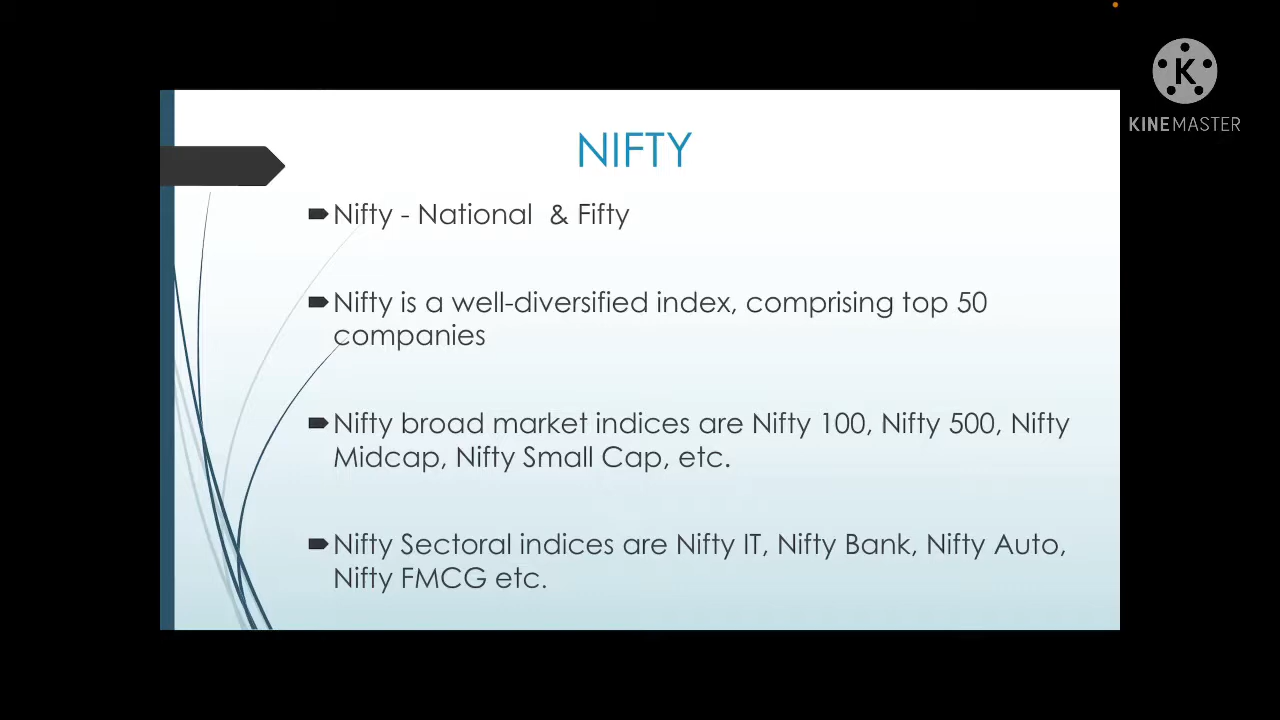 K
KINEMASTER
NIFTY
Nifty - National & Fifty
Nifty is a well-diversified index, comprising top 50
companies
Nifty broad market indices are Nifty 100, Nifty 500, Nifty
Midcap, Nifty Small Cap, etc.
Nifty Sectoral indices are Nifty IT, Nifty Bank, Nifty Auto,
Nifty FMCG etc.